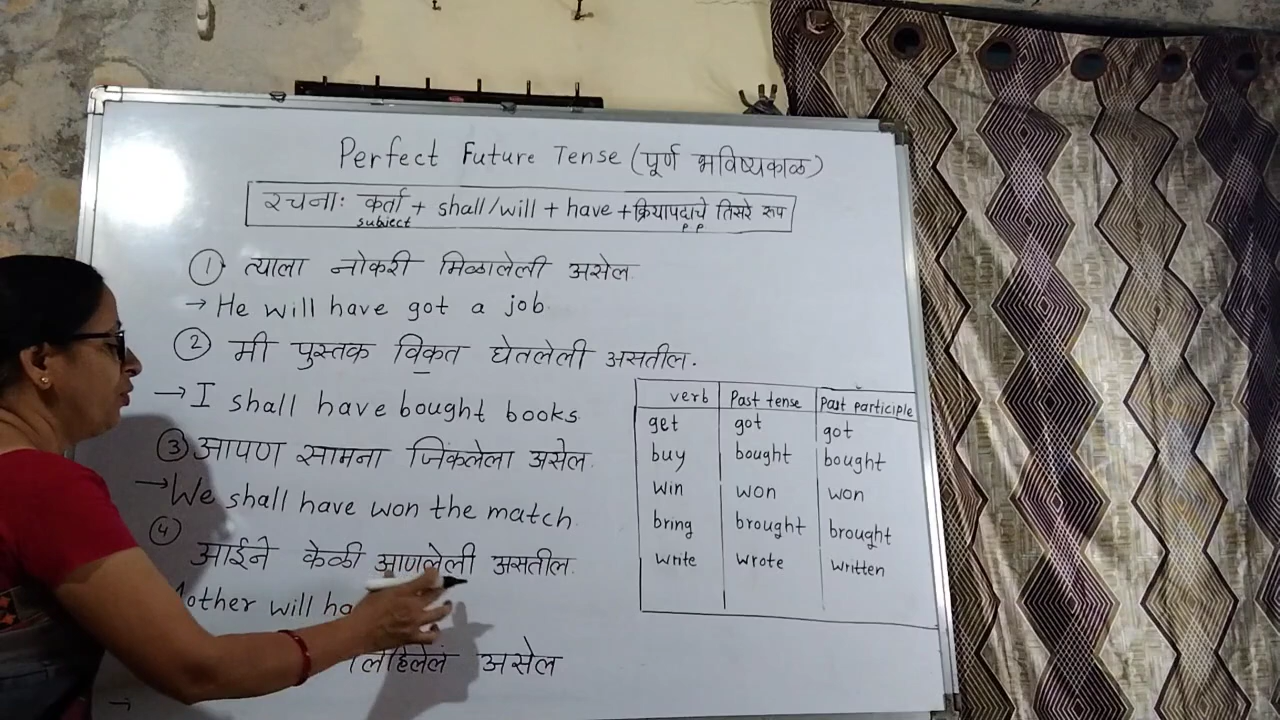 Perfect Future Tense (पूर्ण भविष्यकाळ)
रचनाः कर्ता + shall/will + have + क्रियापदाचे तिसरे रूप
subject P P
① त्याला नोकरी मिळालेली असेल.
→ He will have got a job.
② मी पुस्तक विकत घेतलेली असतील.
→ I shall have bought books
③ आपण सामना जिंकलेला असेल.
→ We shall have won the match.
④ आईने केळी आणलेली असतील.
Mother will ha
लिहिलेलं असेल
→
verb Past tense Past participle
get got got
buy bought bought
win won won
bring brought brought
write wrote written